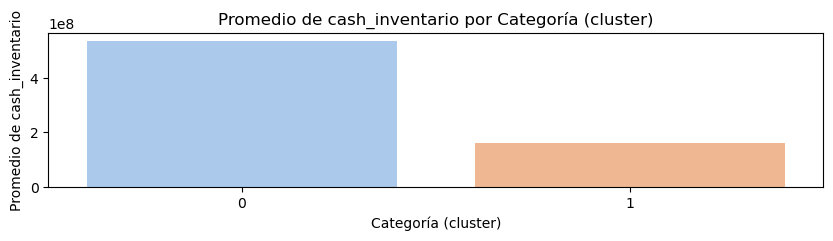 Promedio de cash_inventario por Categoría (cluster)
1e8
Promedio de cash_inventario
4
2
0
0
1
Categoría (cluster)